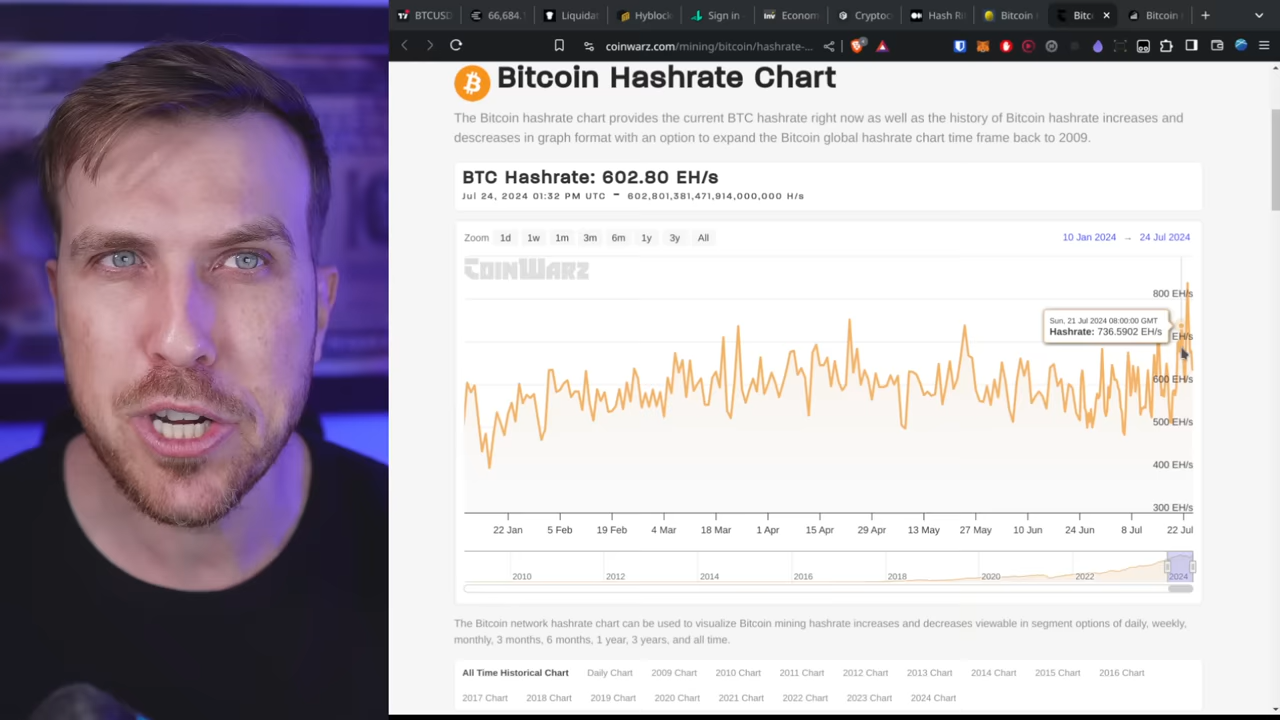 BTCUSD
66,684.
Liquidat
Hyblock
Sign in
Econom
Cryptoc
Hash Ri
Bitcoin
Bitc
Bitcoin
coinwarz.com/mining/bitcoin/hashrate-...
Bitcoin Hashrate Chart
The Bitcoin hashrate chart provides the current BTC hashrate right now as well as the history of Bitcoin hashrate increases and
descreases in graph format with an option to expand the Bitcoin global hashrate chart time frame back to 2009.
BTC Hashrate: 602.80 EH/s
Jul 24, 2024 01:32 PM UTC - 602,801,381,471,914,000,000 H/s
Zoom 1d 1w 1m 3m 6m 1y 3y All 10 Jan 2024 → 24 Jul 2024
COINWARZ
800 EH/s
Sun, 21 Jul 2024 08:00:00 GMT
Hashrate: 736.5902 EH/s
EH/s
600 EH/s
500 EH/s
400 EH/s
300 EH/s
22 Jan 5 Feb 19 Feb 4 Mar 18 Mar 1 Apr 15 Apr 29 Apr 13 May 27 May 10 Jun 24 Jun 8 Jul 22 Jul
2010 2012 2014 2016 2018 2020 2022 2024
The Bitcoin network hashrate chart can be used to visualize Bitcoin mining hashrate increases and decreases viewable in segment options of daily, weekly,
monthly, 3 months, 6 months, 1 year, 3 years, and all time.
All Time Historical Chart Daily Chart 2009 Chart 2010 Chart 2011 Chart 2012 Chart 2013 Chart 2014 Chart 2015 Chart 2016 Chart
2017 Chart 2018 Chart 2019 Chart 2020 Chart 2021 Chart 2022 Chart 2023 Chart 2024 Chart